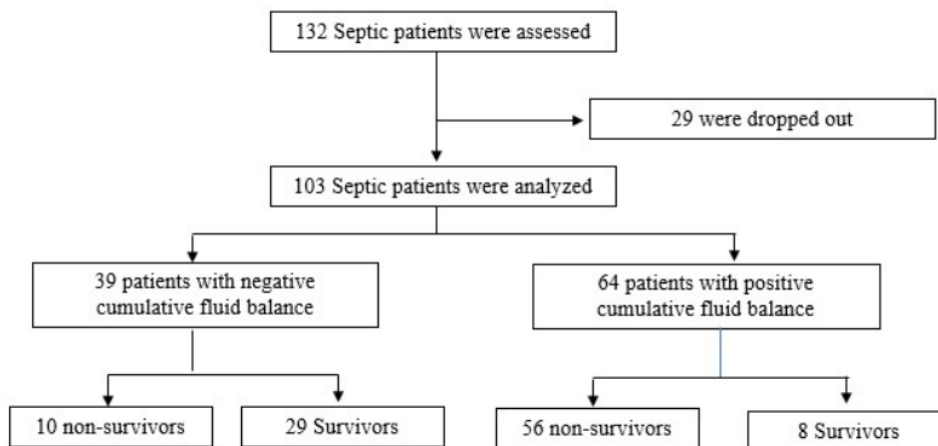 132 Septic patients were assessed
29 were dropped out
103 Septic patients were analyzed
39 patients with negative
cumulative fluid balance
64 patients with positive
cumulative fluid balance
10 non-survivors
29 Survivors
56 non-survivors
8 Survivors